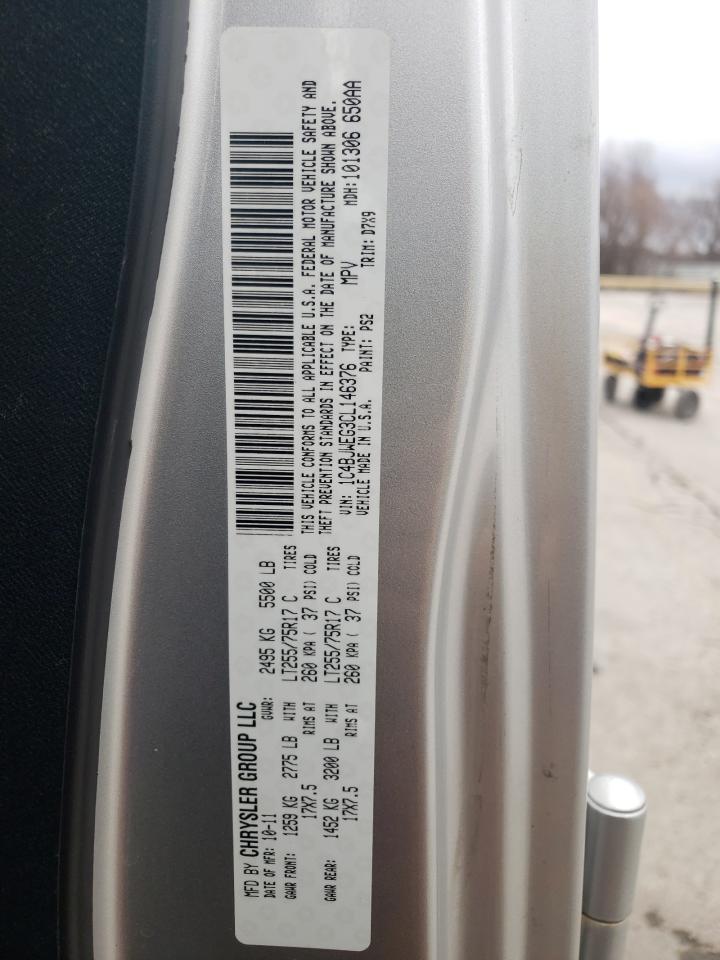 MFD BY CHRYSLER GROUP LLC
DATE OF MFR: 10-11 GVWR: 2495 KG 5500 LB
GAWR FRONT: 1259 KG 2775 LB WITH LT255/75R17 C TIRES
17X7.5 RIMS AT 260 KPA ( 37 PSI) COLD
GAWR REAR: 1452 KG 3200 LB WITH LT255/75R17 C TIRES
17X7.5 RIMS AT 260 KPA ( 37 PSI) COLD
THIS VEHICLE CONFORMS TO ALL APPLICABLE U.S.A. FEDERAL MOTOR VEHICLE SAFETY AND
THEFT PREVENTION STANDARDS IN EFFECT ON THE DATE OF MANUFACTURE SHOWN ABOVE.
VIN: 1C4BJWEG3CL146376 TYPE: MPV MDH:101306 650AA
VEHICLE MADE IN U.S.A. PAINT: PS2 TRIM: D7X9